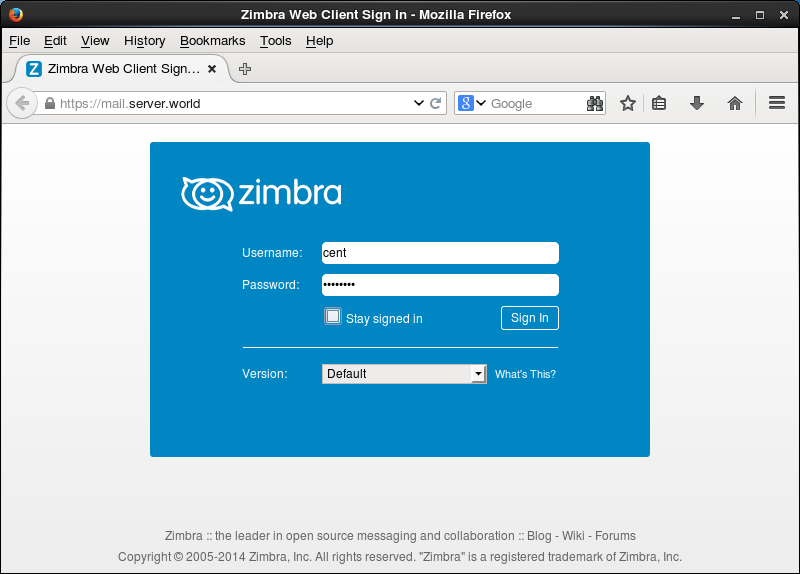 Zimbra Web Client Sign In - Mozilla Firefox
File Edit View History Bookmarks Tools Help
Zimbra Web Client Sign...
https://mail.server.world
Google
zimbra
Username: cent
Password: ••••••••
Stay signed in Sign In
Version: Default What's This?
Zimbra :: the leader in open source messaging and collaboration :: Blog - Wiki - Forums
Copyright © 2005-2014 Zimbra, Inc. All rights reserved. "Zimbra" is a registered trademark of Zimbra, Inc.